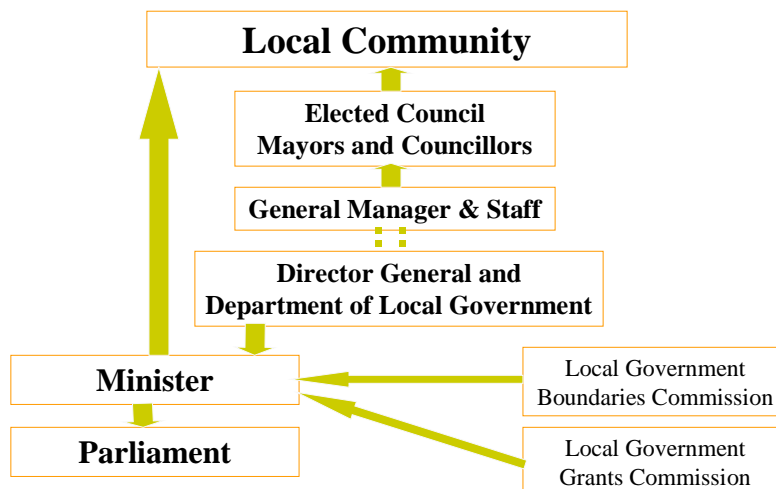 Local Community
Elected Council
Mayors and Councillors
General Manager & Staff
Director General and
Department of Local Government
Minister
Local Government
Boundaries Commission
Parliament
Local Government
Grants Commission